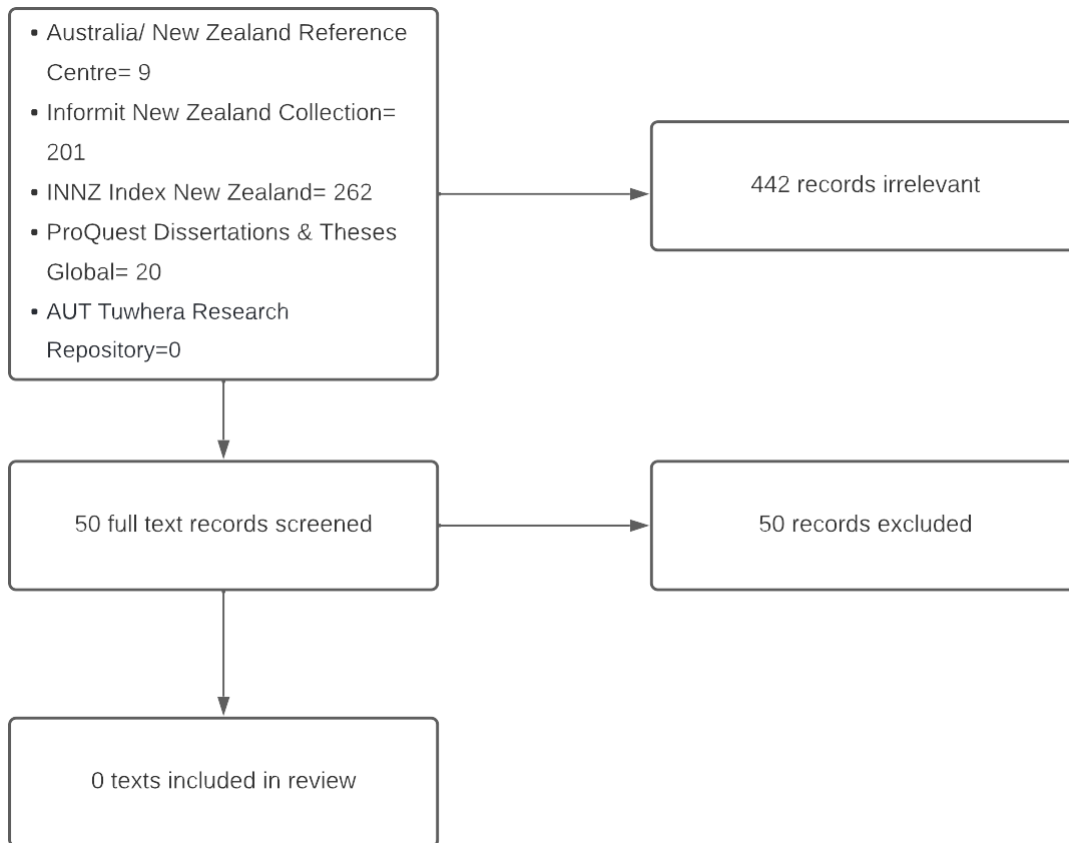 ▪ Australia/ New Zealand Reference
Centre= 9
▪ Informit New Zealand Collection=
201
▪ INNZ Index New Zealand= 262
▪ ProQuest Dissertations & Theses
Global= 20
▪ AUT Tuwhera Research
Repository=0
442 records irrelevant
50 full text records screened
50 records excluded
0 texts included in review